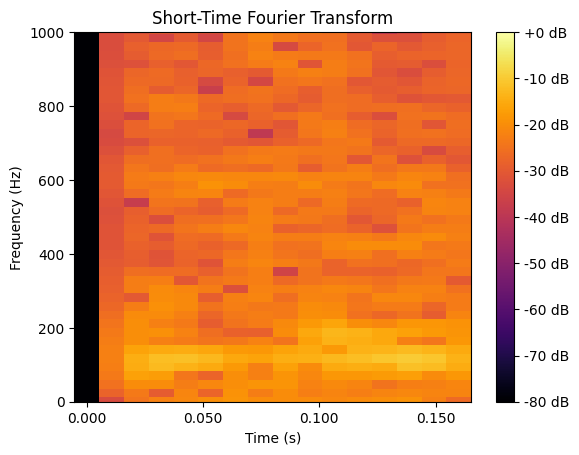 Short-Time Fourier Transform
1000
800
600
400
200
0
Frequency (Hz)
0.000
0.050
0.100
0.150
Time (s)
+0 dB
-10 dB
-20 dB
-30 dB
-40 dB
-50 dB
-60 dB
-70 dB
-80 dB